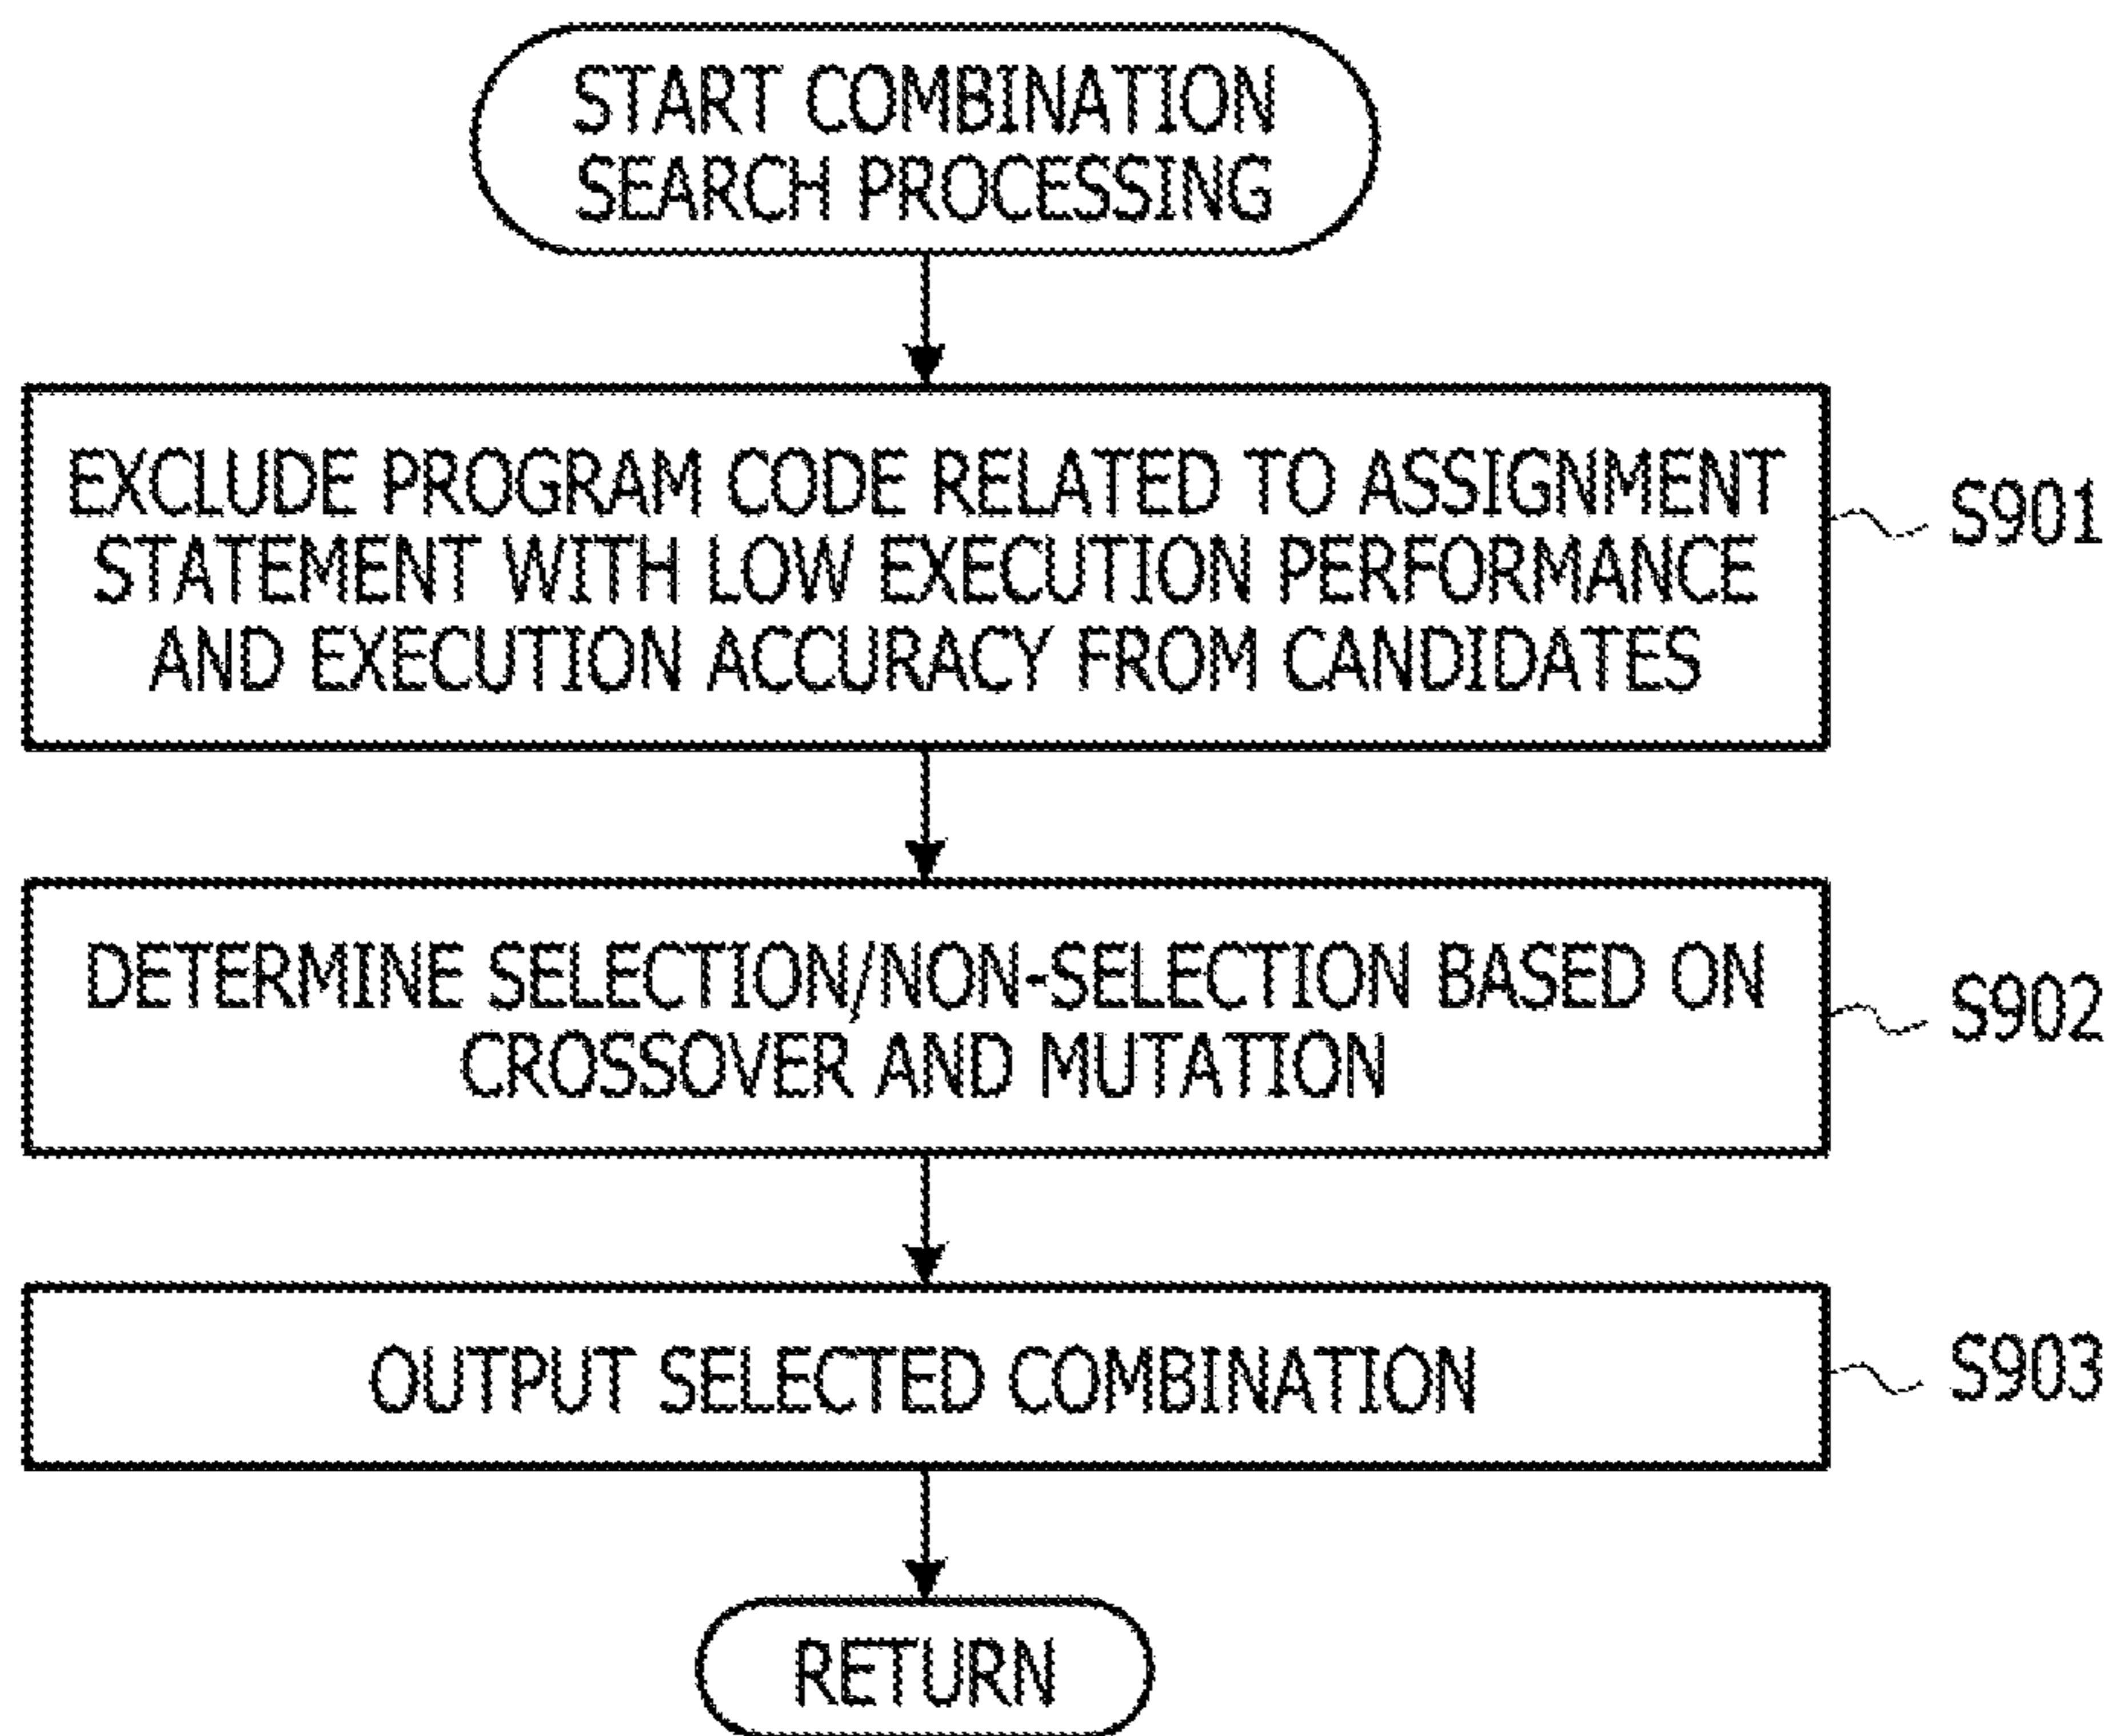 START COMBINATION
SEARCH PROCESSING
EXCLUDE PROGRAM CODE RELATED TO ASSIGNMENT
STATEMENT WITH LOW EXECUTION PERFORMANCE
AND EXECUTION ACCURACY FROM CANDIDATES
S901
DETERMINE SELECTION/NON-SELECTION BASED ON
CROSSOVER AND MUTATION
S902
OUTPUT SELECTED COMBINATION
S903
RETURN